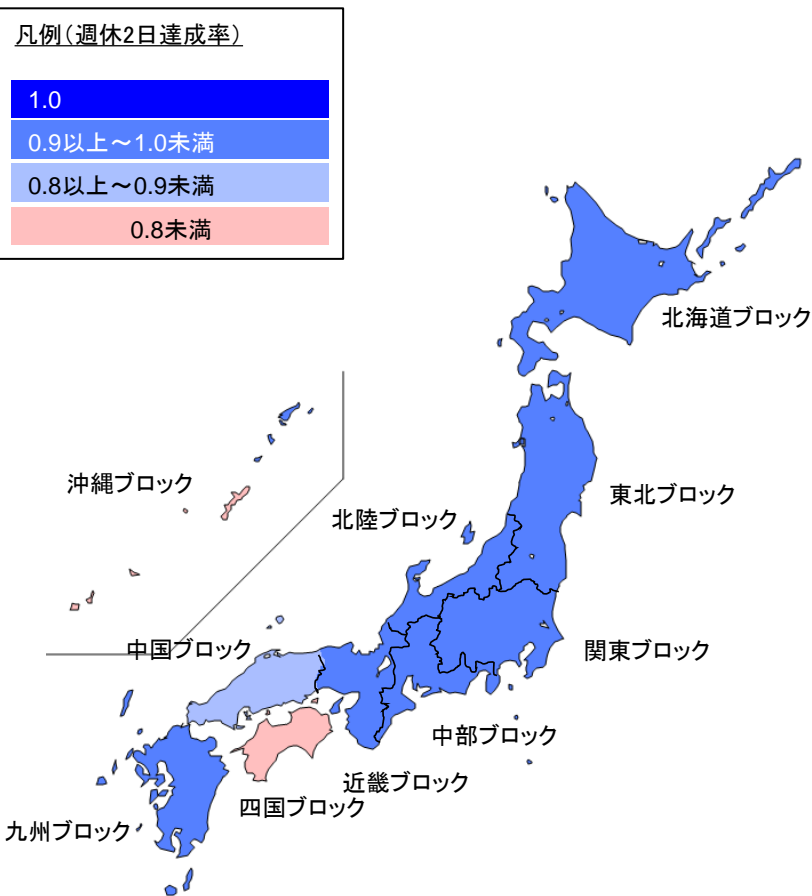 凡例（週休2日達成率）
1.0
0.9以上～1.0未満
0.8以上～0.9未満
0.8未満
北海道ブロック
沖縄ブロック
東北ブロック
北陸ブロック
中国ブロック
関東ブロック
中部ブロック
近畿ブロック
四国ブロック
九州ブロック